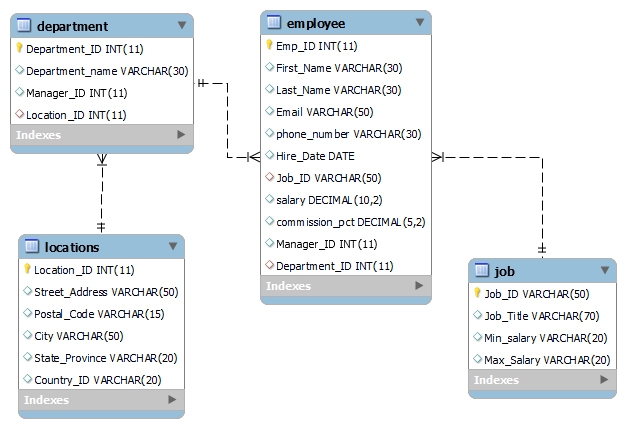 department
Department_ID INT(11)
Department_name VARCHAR(30)
Manager_ID INT(11)
Location_ID INT(11)
Indexes
employee
Emp_ID INT(11)
First_Name VARCHAR(30)
Last_Name VARCHAR(30)
Email VARCHAR(50)
phone_number VARCHAR(30)
Hire_Date DATE
Job_ID VARCHAR(50)
salary DECIMAL(10,2)
commission_pct DECIMAL(5,2)
Manager_ID INT(11)
Department_ID INT(11)
Indexes
locations
Location_ID INT(11)
Street_Address VARCHAR(50)
Postal_Code VARCHAR(15)
City VARCHAR(50)
State_Province VARCHAR(20)
Country_ID VARCHAR(20)
Indexes
job
Job_ID VARCHAR(50)
Job_Title VARCHAR(70)
Min_salary VARCHAR(20)
Max_Salary VARCHAR(20)
Indexes